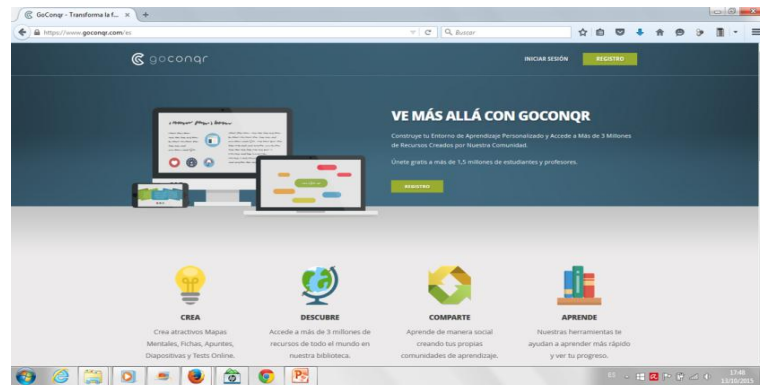 GoConqr - Transforma la f...
https://www.goconqr.com/ec
Buscar
goconqr
INICIAR SESIÓN
REGISTRO
VE MÁS ALLÁ CON GOCONQR
Construye tu Entorno de Aprendizaje Personalizado y Accede a Más de 3 Millones
de Recursos Creados por Nuestra Comunidad.
Únete gratis a más de 1,5 millones de estudiantes y profesores.
REGISTRO
CREA
Crea atractivos Mapas
Mentales, Fichas, Apuntes,
Diapositivas y Tests Online.
DESCUBRE
Accede a más de 3 millones de
recursos de todo el mundo en
nuestra biblioteca.
COMPARTE
Aprende de manera social
creando tus propias
comunidades de aprendizaje.
APRENDE
Nuestras herramientas te
ayudan a aprender más rápido
y ver tu progreso.
ES
17:46
13/10/2015